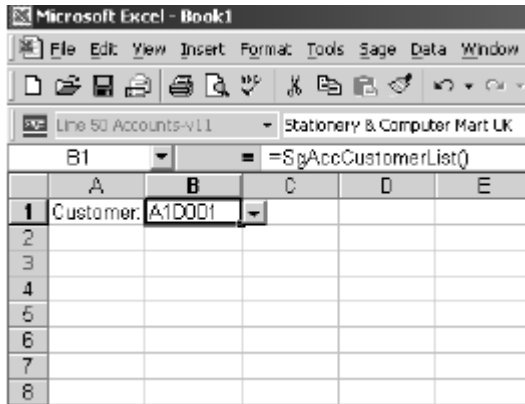 Microsoft Excel - Book1
File Edit View Insert Format Tools Sage Data Window
Line 50 Accounts-v11 Stationery & Computer Mart UK
B1 = =SgAccCustomerList()
A B C D E
1 Customer: A1D001
2
3
4
5
6
7
8